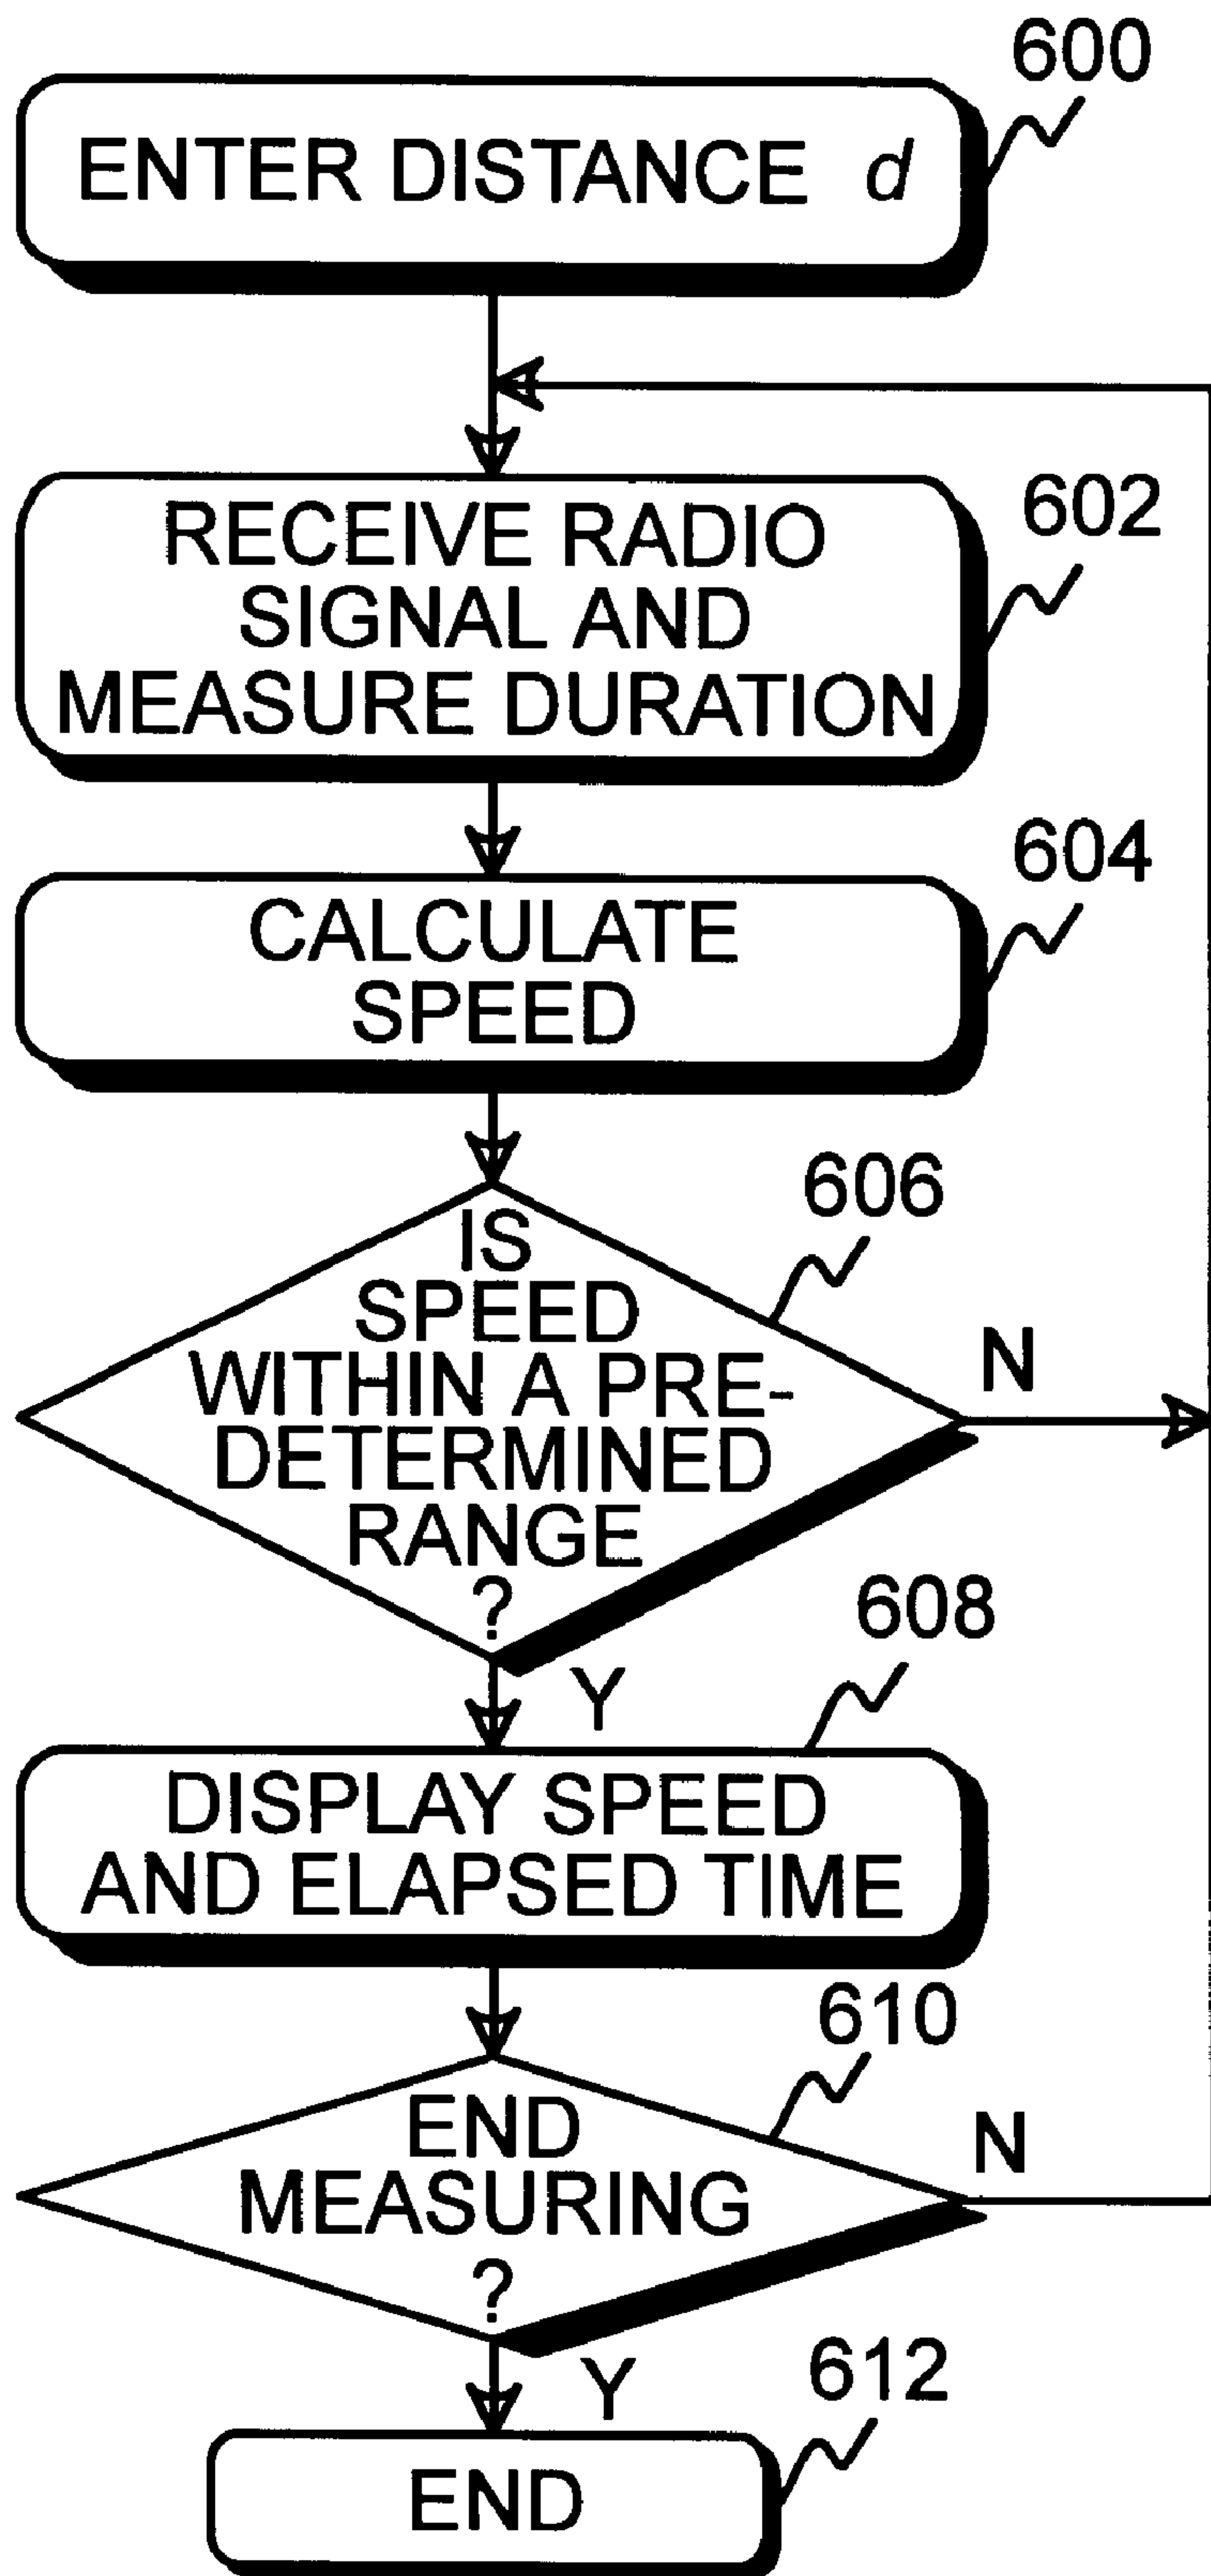 600
ENTER DISTANCE d
602
RECEIVE RADIO
SIGNAL AND
MEASURE DURATION
604
CALCULATE
SPEED
606
IS
SPEED
WITHIN A PRE-
DETERMINED
RANGE
?
N
Y
608
DISPLAY SPEED
AND ELAPSED TIME
610
END
MEASURING
?
N
Y
612
END